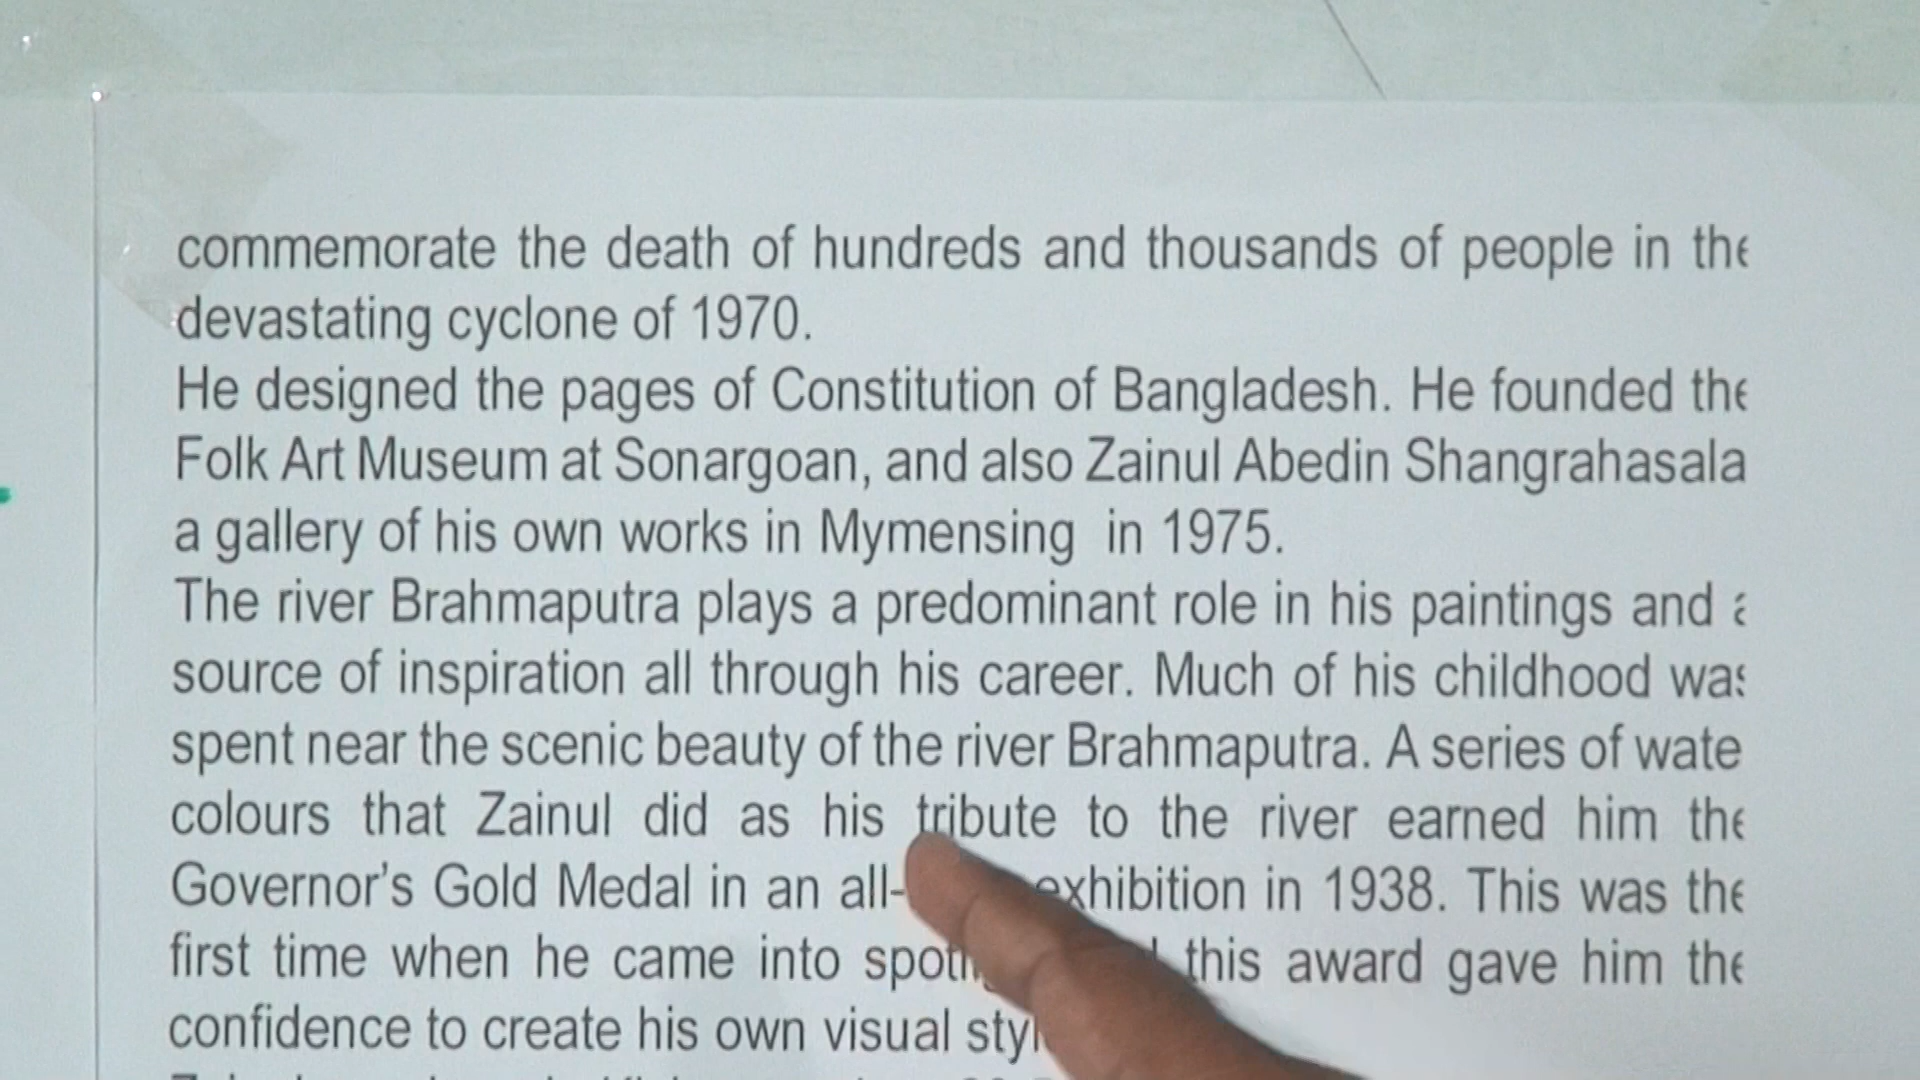 commemorate the death of hundreds and thousands of people in the
devastating cyclone of 1970.
He designed the pages of Constitution of Bangladesh. He founded the
Folk Art Museum at Sonargoan, and also Zainul Abedin Shangrahasala
a gallery of his own works in Mymensing in 1975.
The river Brahmaputra plays a predominant role in his paintings and a
source of inspiration all through his career. Much of his childhood was
spent near the scenic beauty of the river Brahmaputra. A series of wate
colours that Zainul did as his tribute to the river earned him the
Governor's Gold Medal in an all- exhibition in 1938. This was the
first time when he came into this award gave him the
confidence to create his own visual